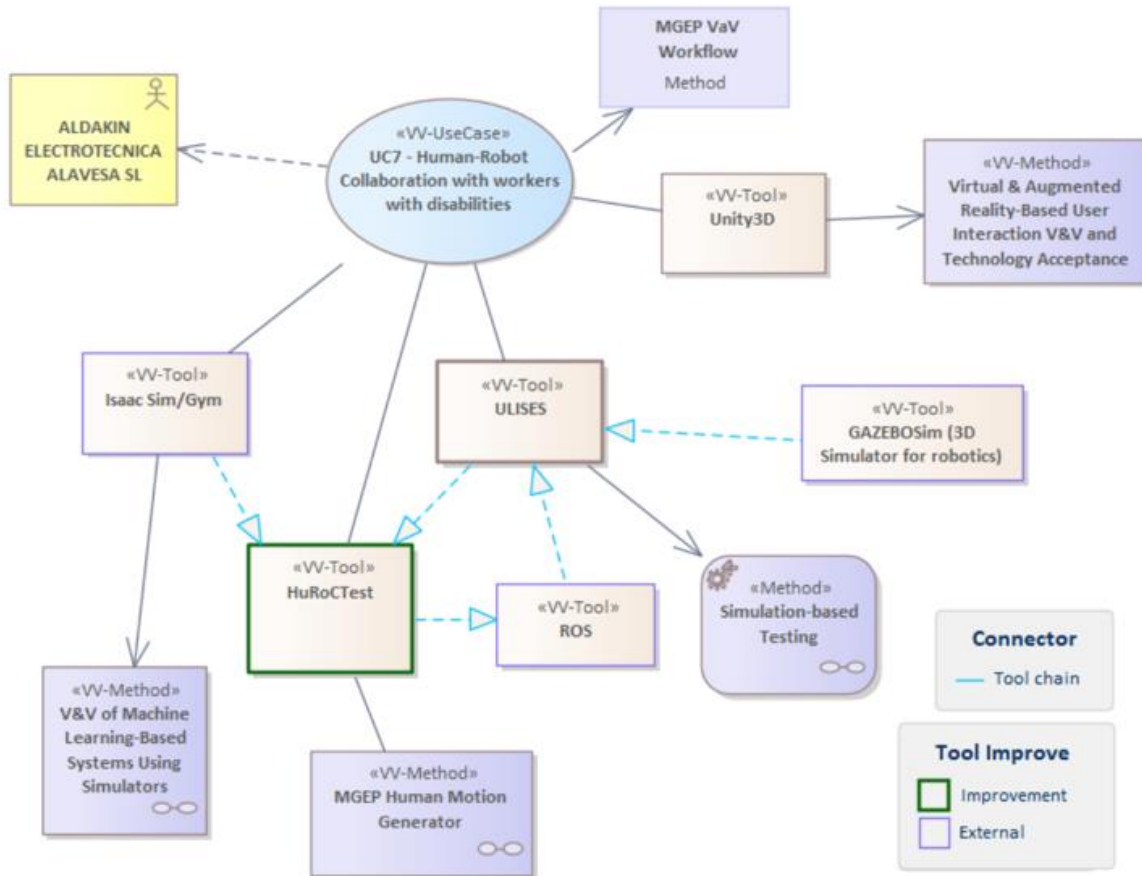 MGEP VaV
Workflow
Method
ALDAKIN
ELECTROTECNICA
ALAVESA SL
«VV-UseCase»
UC7 - Human-Robot
Collaboration with workers
with disabilities
«VV-Tool»
Unity3D
«VV-Method»
Virtual & Augmented
Reality-Based User
Interaction V&V and
Technology Acceptance
«VV-Tool»
Isaac Sim/Gym
«VV-Tool»
ULISES
«VV-Tool»
GAZEBOSim (3D
Simulator for robotics)
«VV-Tool»
HuRoCTest
«VV-Tool»
ROS
«Method»
Simulation-based
Testing
«VV-Method»
V&V of Machine
Learning-Based
Systems Using
Simulators
«VV-Method»
MGEP Human Motion
Generator
Connector
Tool chain
Tool Improve
Improvement
External